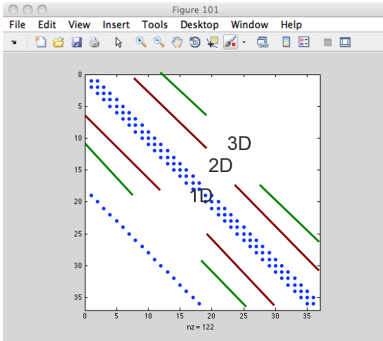 Figure 101
File Edit View Insert Tools Desktop Window Help
0
5
10
15
20
25
30
35
3D
2D
1D
0 5 10 15 20 25 30 35
nz = 122